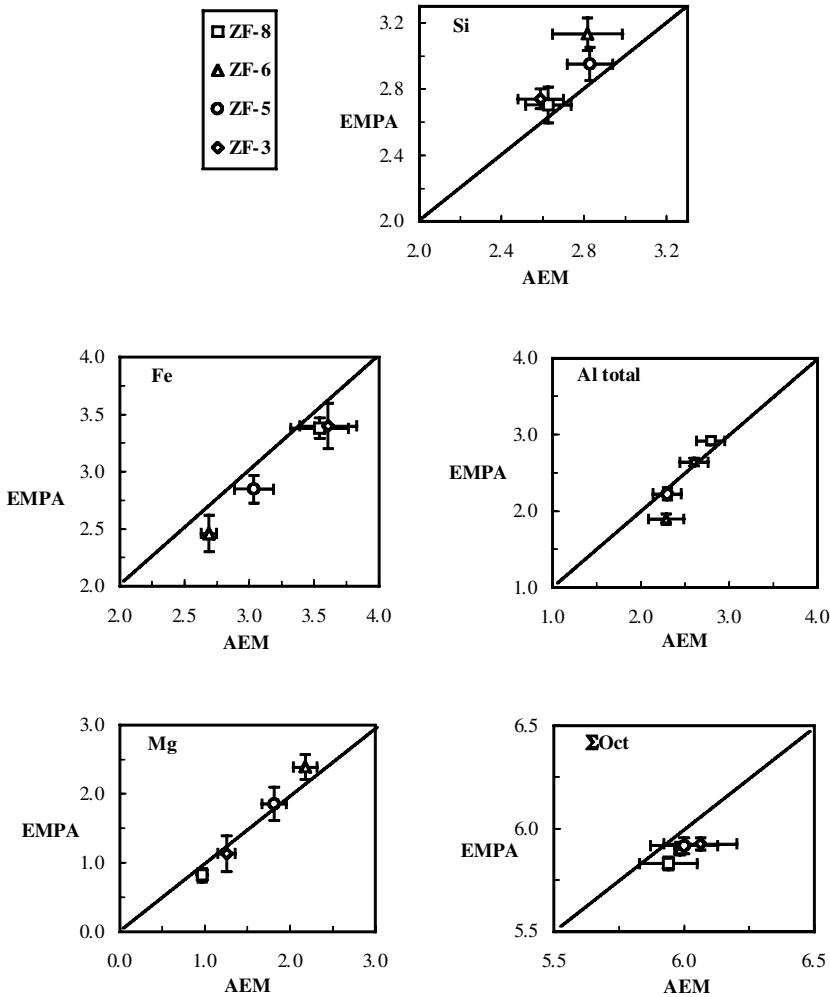 ZF-8
ZF-6
ZF-5
ZF-3
Si
3.2
2.8
EMPA
2.4
2.0
2.0 2.4 2.8 3.2
AEM
4.0
Fe
3.5
3.0
EMPA
2.5
2.0
2.0 2.5 3.0 3.5 4.0
AEM
4.0
Al total
3.0
EMPA
2.0
1.0
1.0 2.0 3.0 4.0
AEM
3.0
Mg
2.0
EMPA
1.0
0.0
0.0 1.0 2.0 3.0
AEM
6.5
ΣOct
6.0
EMPA
5.5
5.5 6.0 6.5
AEM